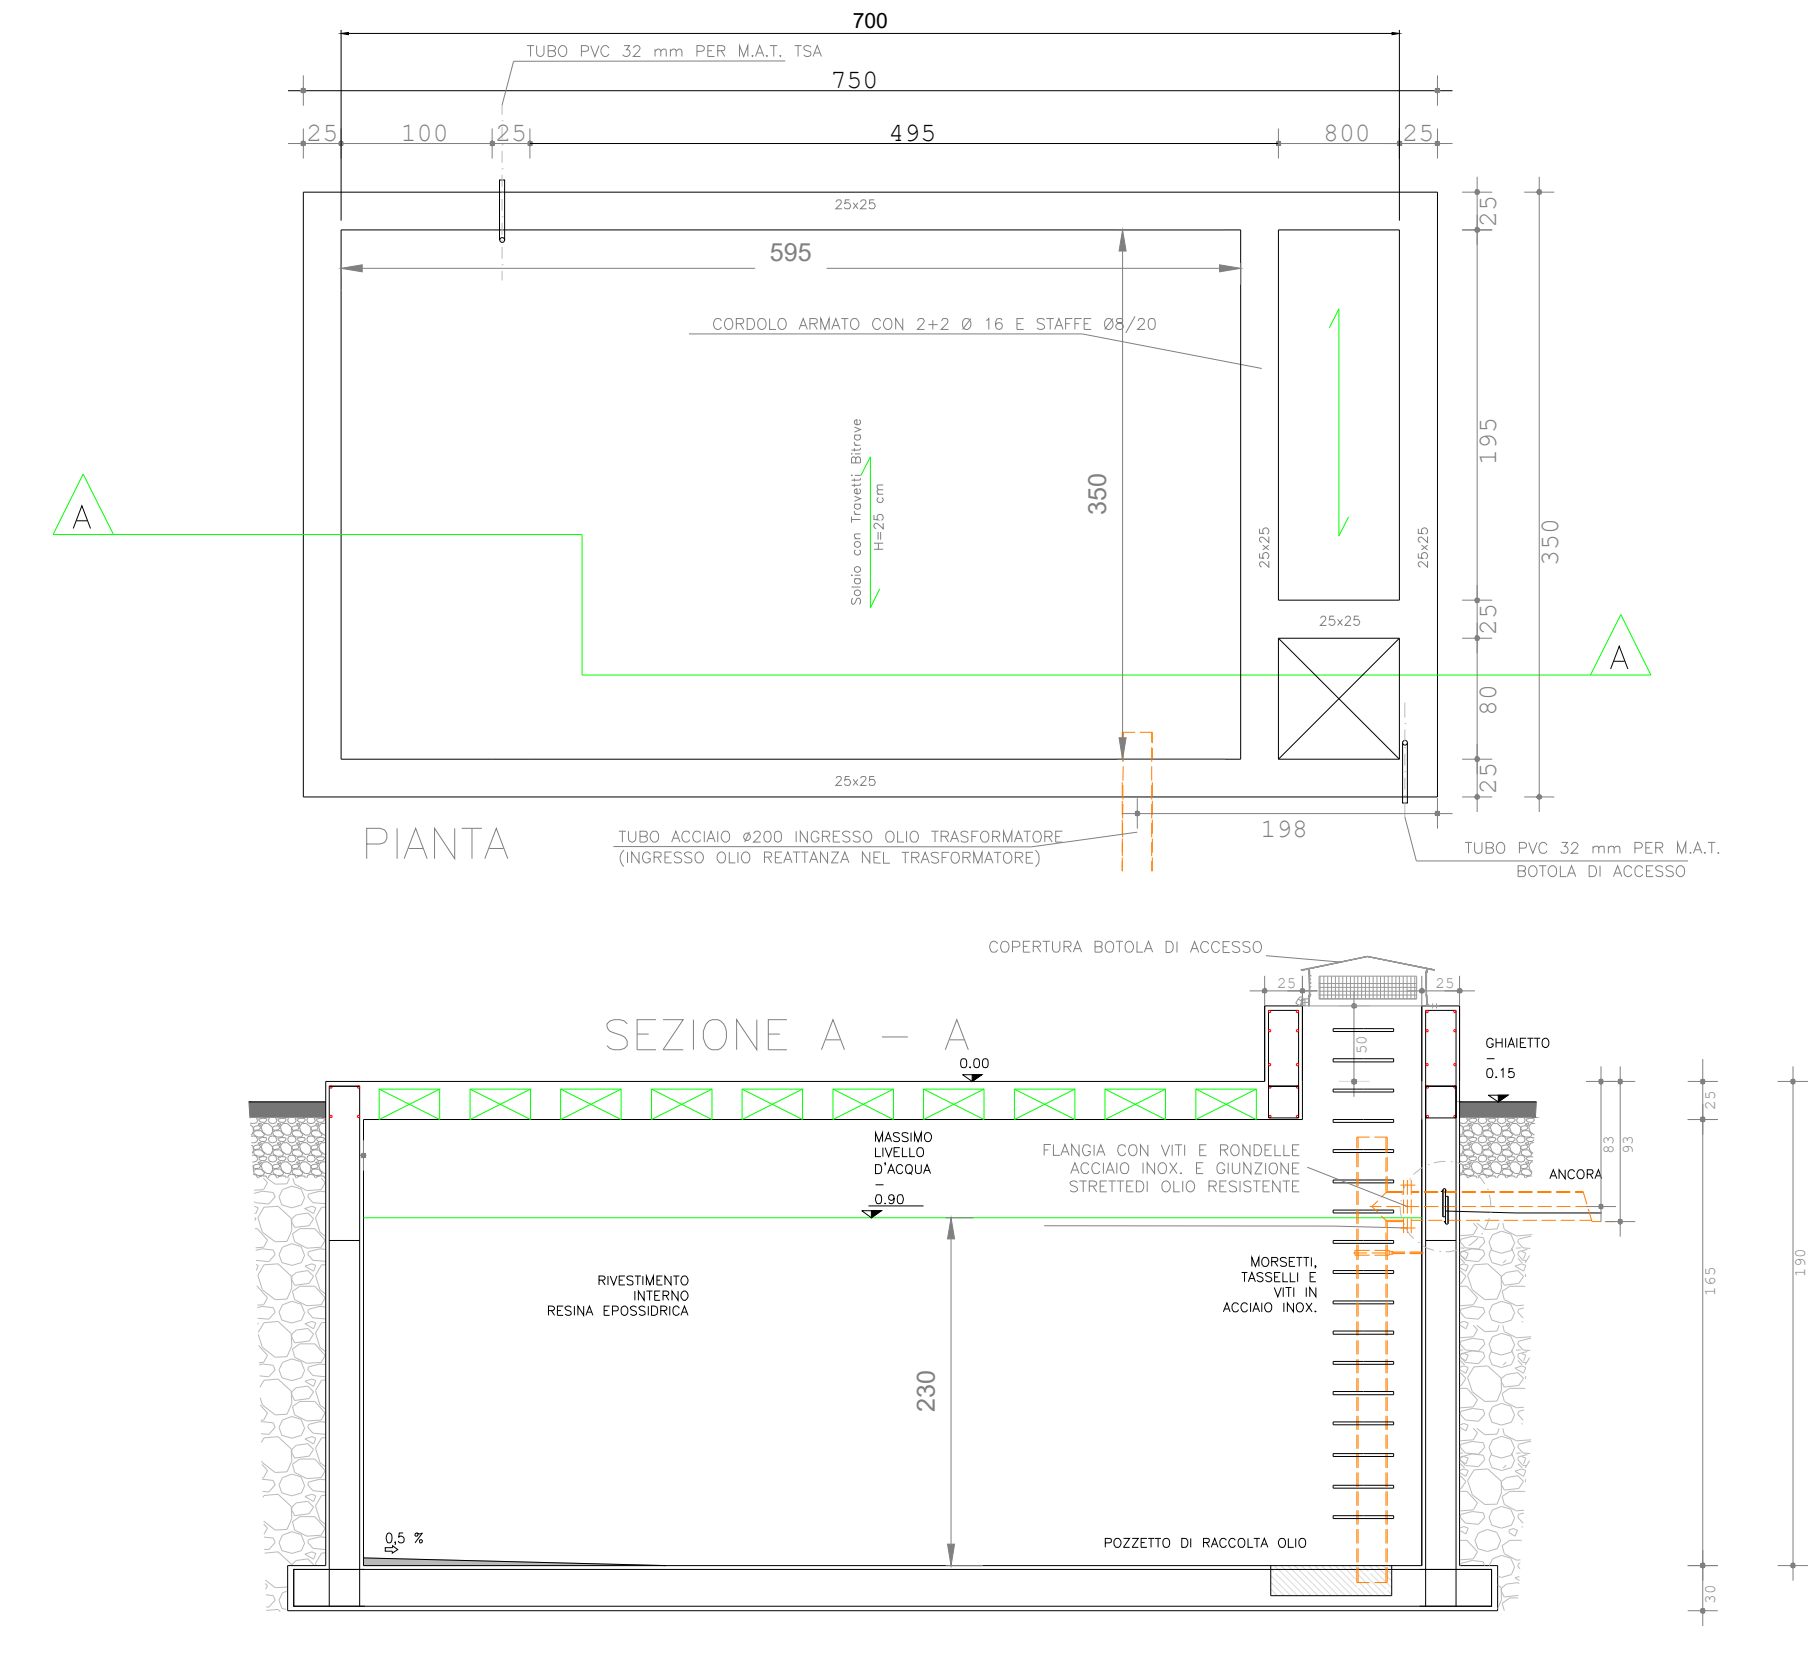 700
TUBO PVC 32 mm PER M.A.T. TSA
750
25
100
25
495
800
25
25x25
25
595
CORDOLO ARMATO CON 2+2 Ø 16 E STAFFE Ø8/20
Solaio con Travetti Bitrave
H=25 cm
350
195
350
A
25x25
25x25
25x25
25
A
80
25x25
25
198
PIANTA
TUBO ACCIAIO ø200 INGRESSO OLIO TRASFORMATORE
(INGRESSO OLIO REATTANZA NEL TRASFORMATORE)
TUBO PVC 32 mm PER M.A.T.
BOTOLA DI ACCESSO
COPERTURA BOTOLA DI ACCESSO
25
25
SEZIONE A – A
50
GHIAIETTO
–
0.15
0.00
25
83
93
MASSIMO
LIVELLO
D'ACQUA
–
0.90
FLANGIA CON VITI E RONDELLE
ACCIAIO INOX. E GIUNZIONE
STRETTEDI OLIO RESISTENTE
ANCORA
RIVESTIMENTO
INTERNO
RESINA EPOSSIDRICA
MORSETTI,
TASSELLI E
VITI IN
ACCIAIO INOX.
165
190
230
0,5 %
POZZETTO DI RACCOLTA OLIO
30